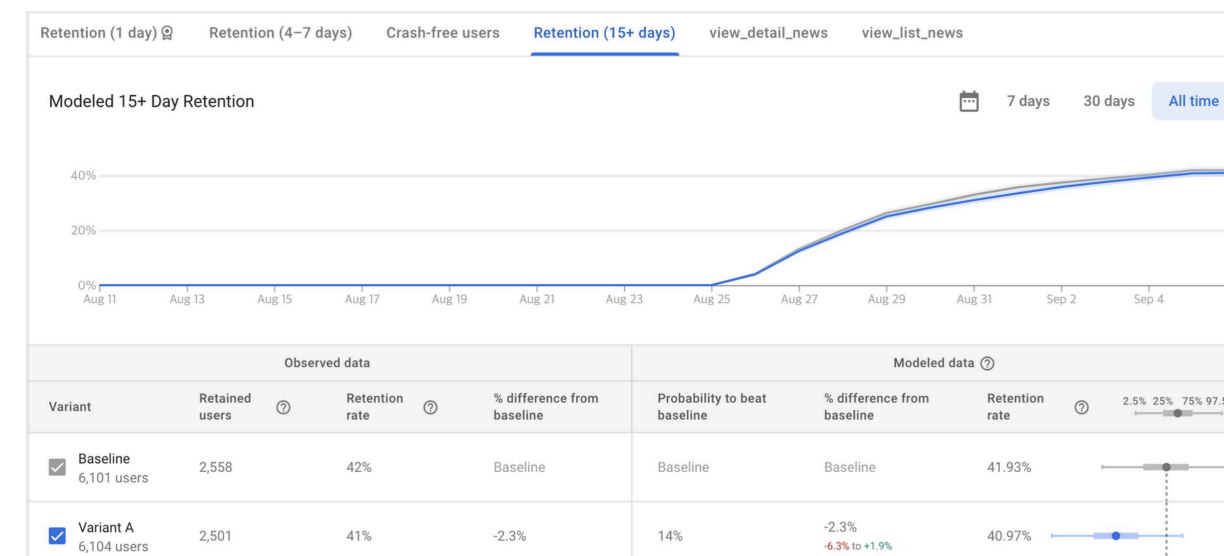 Retention (1 day) Retention (4–7 days) Crash-free users Retention (15+ days) view_detail_news view_list_news
Modeled 15+ Day Retention 7 days 30 days All time
40%
20%
0%
Aug 11 Aug 13 Aug 15 Aug 17 Aug 19 Aug 21 Aug 23 Aug 25 Aug 27 Aug 29 Aug 31 Sep 2 Sep 4
Observed data Modeled data
Variant Retained users Retention rate % difference from baseline Probability to beat baseline % difference from baseline Retention rate 2.5% 25% 75% 97.5
Baseline
6,101 users 2,558 42% Baseline Baseline Baseline 41.93%
Variant A
6,104 users 2,501 41% -2.3% 14% -2.3% 40.97%
-6.3% to +1.9%